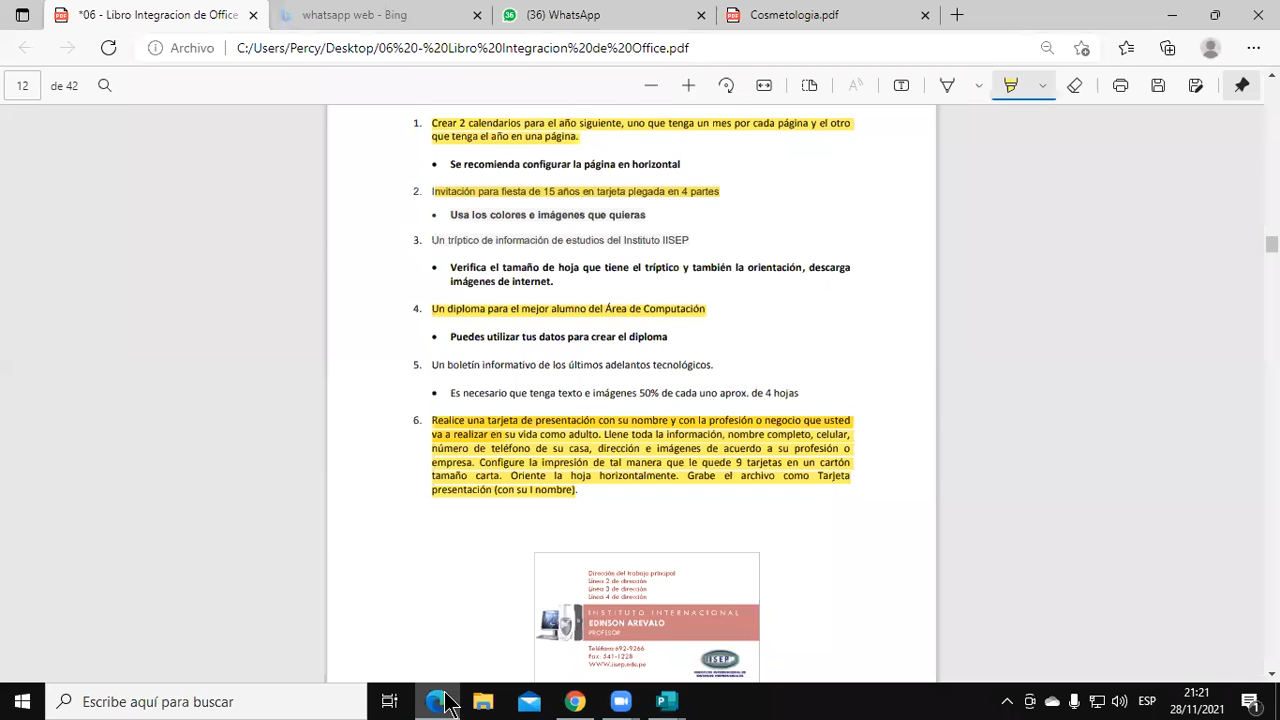 *06 - Libro Integracion de Office
whatsapp web - Bing
(36) WhatsApp
Cosmetologia.pdf
Archivo
C:/Users/Percy/Desktop/06%20-%20Libro%20Integracion%20de%20Office.pdf
12 de 42
1. Crear 2 calendarios para el año siguiente, uno que tenga un mes por cada página y el otro
que tenga el año en una página.
• Se recomienda configurar la página en horizontal
2. Invitación para fiesta de 15 años en tarjeta plegada en 4 partes
• Usa los colores e imágenes que quieras
3. Un tríptico de información de estudios del Instituto IISEP
• Verifica el tamaño de hoja que tiene el tríptico y también la orientación, descarga
imágenes de internet.
4. Un diploma para el mejor alumno del Área de Computación
• Puedes utilizar tus datos para crear el diploma
5. Un boletín informativo de los últimos adelantos tecnológicos.
• Es necesario que tenga texto e imágenes 50% de cada uno aprox. de 4 hojas
6. Realice una tarjeta de presentación con su nombre y con la profesión o negocio que usted
va a realizar en su vida como adulto. Llene toda la información, nombre completo, celular,
número de teléfono de su casa, dirección e imágenes de acuerdo a su profesión o
empresa. Configure la impresión de tal manera que le quede 9 tarjetas en un cartón
tamaño carta. Oriente la hoja horizontalmente. Grabe el archivo como Tarjeta
presentación (con su I nombre).
Dirección del trabajo principal
Línea 2 de dirección
Línea 3 de dirección
Línea 4 de dirección
INSTITUTO INTERNACIONAL
EDINSON AREVALO
PROFESOR
Teléfono: 692-9266
Fax: 541-1228
WWW.iisep.edu.pe
Escribe aquí para buscar
ESP
21:21
28/11/2021